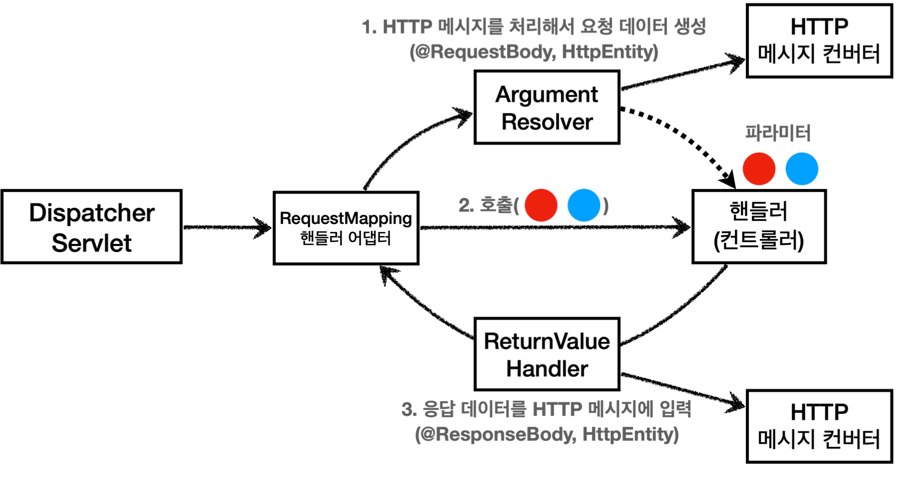 1. HTTP 메시지를 처리해서 요청 데이터 생성
(@RequestBody, HttpEntity)
HTTP
메시지 컨버터
Argument
Resolver
파라미터
Dispatcher
Servlet
RequestMapping
핸들러 어댑터
2. 호출( )
핸들러
(컨트롤러)
ReturnValue
Handler
3. 응답 데이터를 HTTP 메시지에 입력
(@ResponseBody, HttpEntity)
HTTP
메시지 컨버터